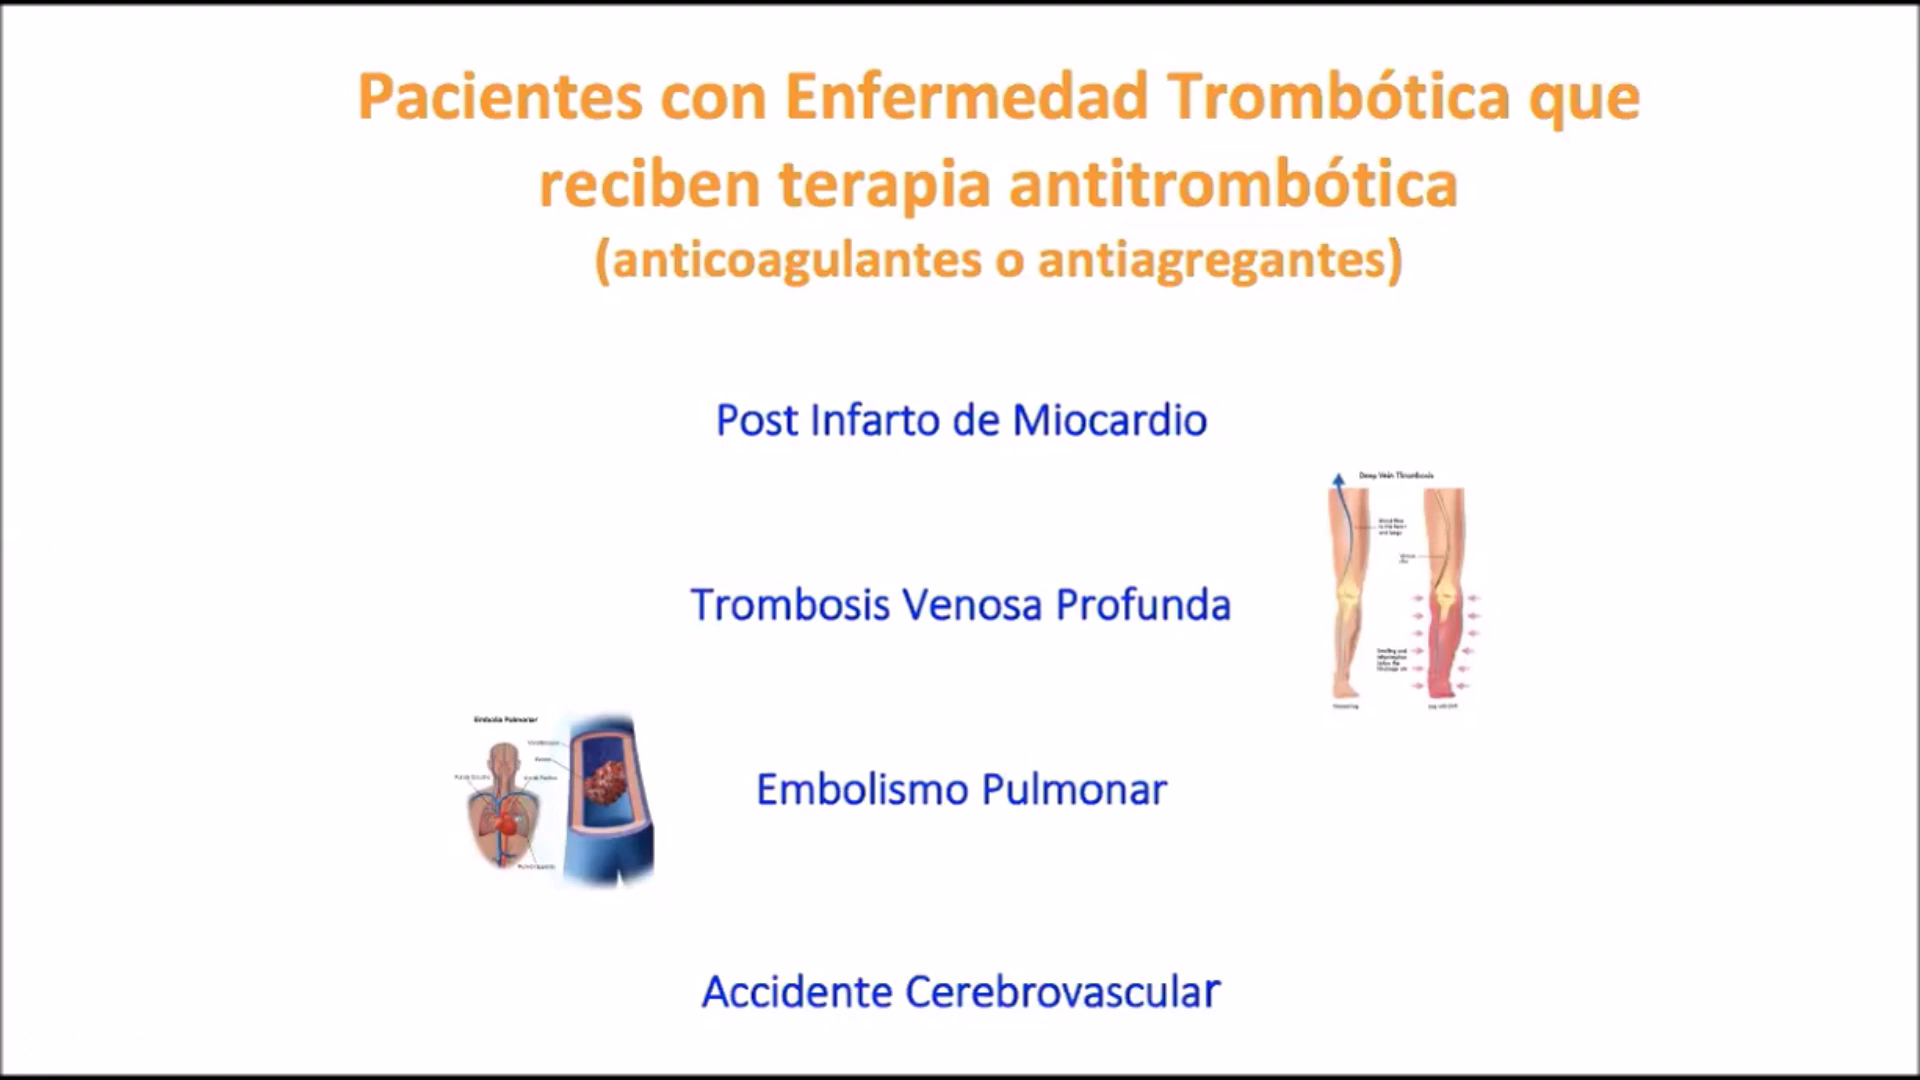 Pacientes con Enfermedad Trombótica que
reciben terapia antitrombótica
(anticoagulantes o antiagregantes)
Post Infarto de Miocardio
Deep Vein Thrombosis
Trombosis Venosa Profunda
Embolia Pulmonar
Embolismo Pulmonar
Accidente Cerebrovascular